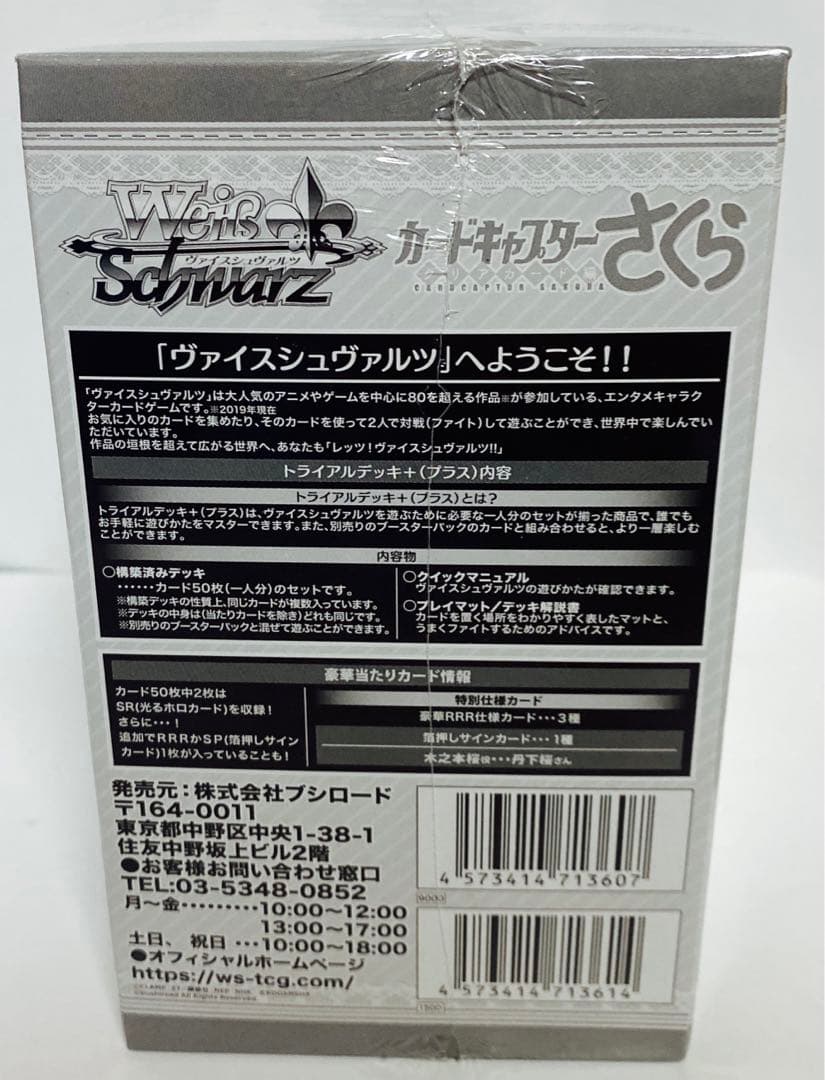 Weiß
ヴァイスシュヴァルツ
Schwarz
カードキャプターさくら
クリアカード編
CARDCAPTOR SAKURA
「ヴァイスシュヴァルツ」へようこそ!!
「ヴァイスシュヴァルツ」は大人気のアニメやゲームを中心に80を超える作品※が参加している、エンタメキャラク
ターカードゲームです。※2019年現在
お気に入りのカードを集めたり、そのカードを使って2人で対戦(ファイト)して遊ぶことができ、世界中で楽しんでい
ただいています。
作品の垣根を超えて広がる世界へ、あなたも「レッツ!ヴァイスシュヴァルツ!!」
トライアルデッキ+(プラス)内容
トライアルデッキ+(プラス)とは?
トライアルデッキ+(プラス)は、ヴァイスシュヴァルツを遊ぶために必要な一人分のセットが揃った商品で、誰でも
お手軽に遊びかたをマスターできます。また、別売りのブースターパックのカードと組み合わせると、より一層楽しむ
ことができます。
内容物
○構築済みデッキ
……カード50枚(一人分)のセットです。
※構築デッキの性質上、同じカードが複数入っています。
※デッキの中身は(当たりカードを除き)どれも同じです。
※別売りのブースターパックと混ぜて遊ぶことができます。
○クイックマニュアル
ヴァイスシュヴァルツの遊びかたが確認できます。
○プレイマット/デッキ解説書
カードを置く場所をわかりやすく表したマットと、
うまくファイトするためのアドバイスです。
豪華当たりカード情報
カード50枚中2枚は
SR(光るホロカード)を収録!
さらに・・・!
追加でRRRかSP(箔押しサイン
カード)1枚が入っていることも!
特別仕様カード
豪華RRR仕様カード・・・3種
箔押しサインカード・・・1種
木之本桜役・・・丹下桜さん
発売元:株式会社ブシロード
〒164-0011
東京都中野区中央1-38-1
住友中野坂上ビル2階
●お客様お問い合わせ窓口
TEL:03-5348-0852
月〜金………10:00〜12:00
13:00〜17:00
土日、祝日…10:00〜18:00
●オフィシャルホームページ
https://ws-tcg.com/
©bushiroad All Rights Reserved.
4 573414 713607
9000
4 573414 713614
1500